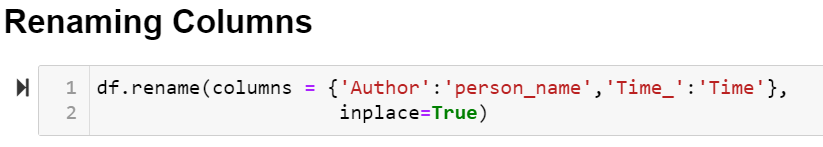 Renaming Columns
1 df.rename(columns = {'Author':'person_name','Time_':'Time'},
2 inplace=True)